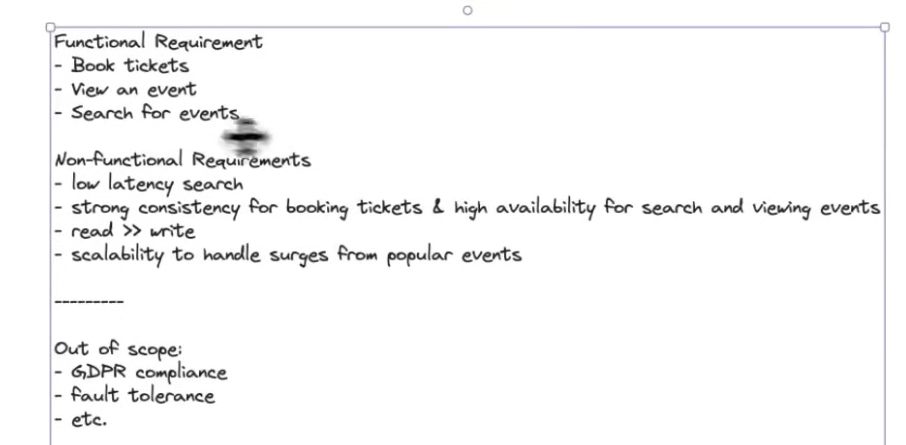 Functional Requirement
- Book tickets
- View an event
- Search for events
Non-functional Requirements
- low latency search
- strong consistency for booking tickets & high availability for search and viewing events
- read >> write
- scalability to handle surges from popular events
---------
Out of scope:
- GDPR compliance
- fault tolerance
- etc.